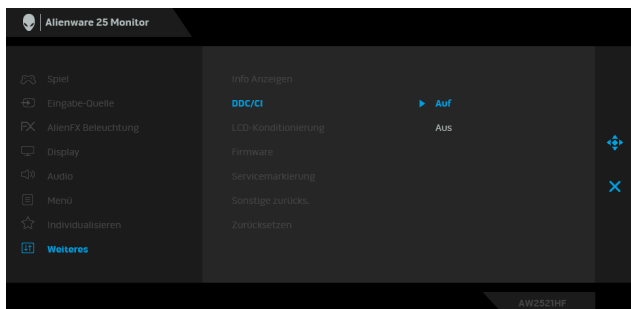 Alienware 25 Monitor
Spiel
Eingabe-Quelle
AlienFX Beleuchtung
Display
Audio
Menü
Individualisieren
Weiteres
Info Anzeigen
DDC/CI
LCD-Konditionierung
Firmware
Servicemarkierung
Sonstige zurücks.
Zurücksetzen
Auf
Aus
AW2521HF